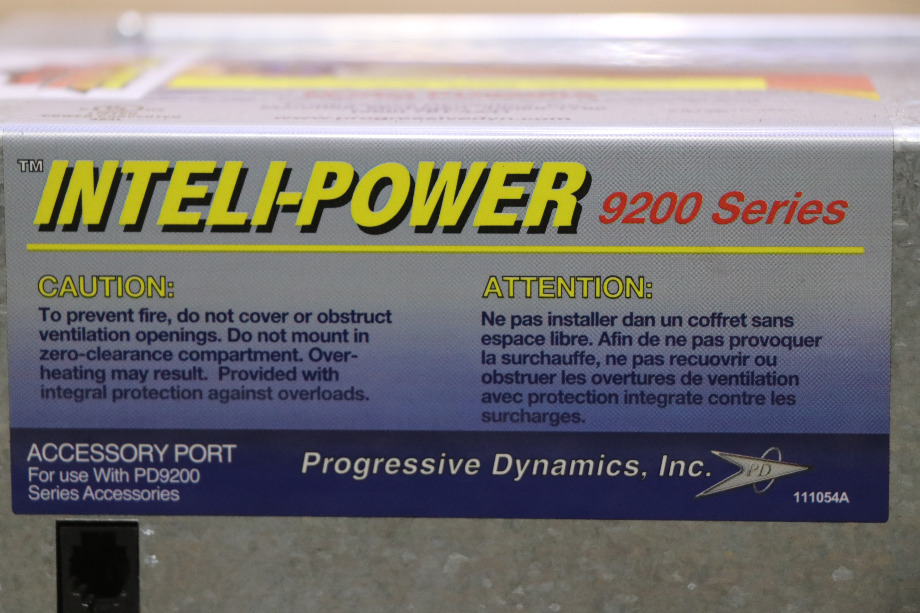 ™ INTELI-POWER 9200 Series
CAUTION:
To prevent fire, do not cover or obstruct
ventilation openings. Do not mount in
zero-clearance compartment. Over-
heating may result. Provided with
integral protection against overloads.
ATTENTION:
Ne pas installer dan un coffret sans
espace libre. Afin de ne pas provoquer
la surchauffe, ne pas recuovrir ou
obstruer les overtures de ventilation
avec protection integrate contre les
surcharges.
ACCESSORY PORT
For use With PD9200
Series Accessories
Progressive Dynamics, Inc.
PD
111054A